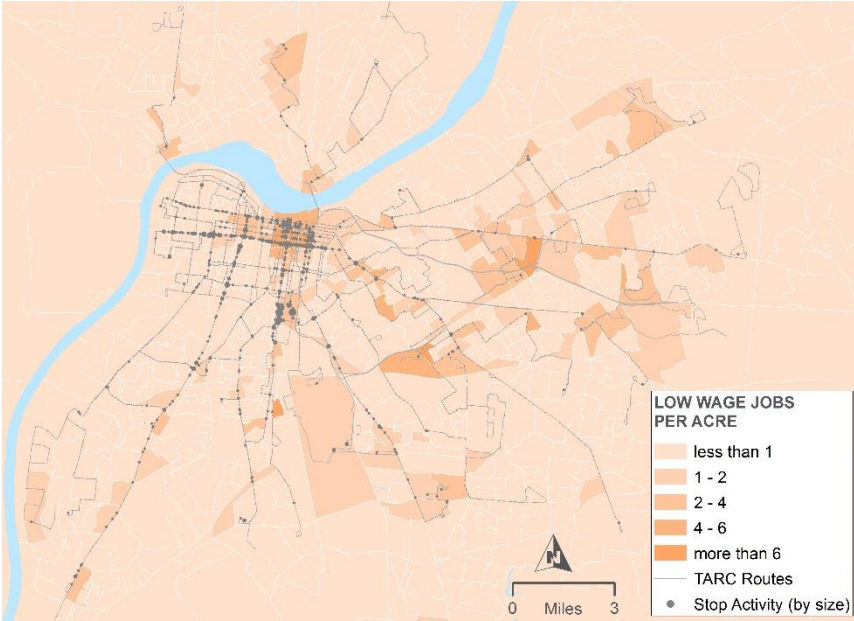 LOW WAGE JOBS
PER ACRE
less than 1
1 - 2
2 - 4
4 - 6
more than 6
TARC Routes
Stop Activity (by size)
N
0 Miles 3